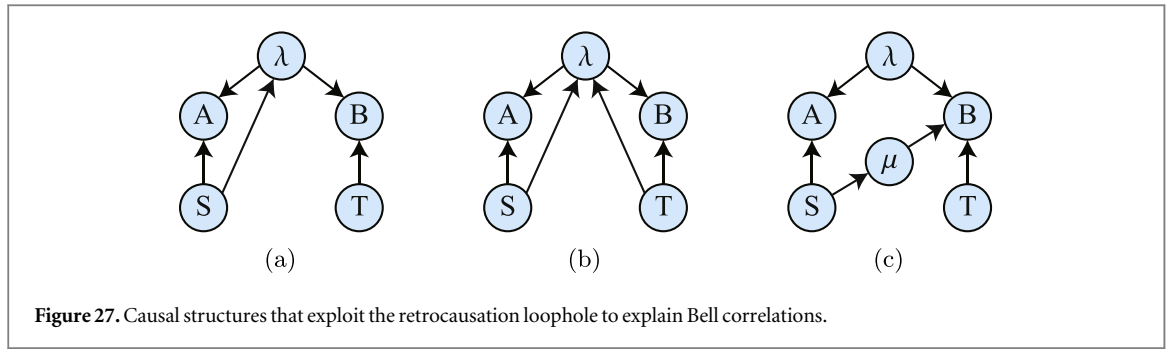 λ λ λ
A B A B A B
μ
S T S T S T
(a) (b) (c)
Figure 27. Causal structures that exploit the retrocausation loophole to explain Bell correlations.